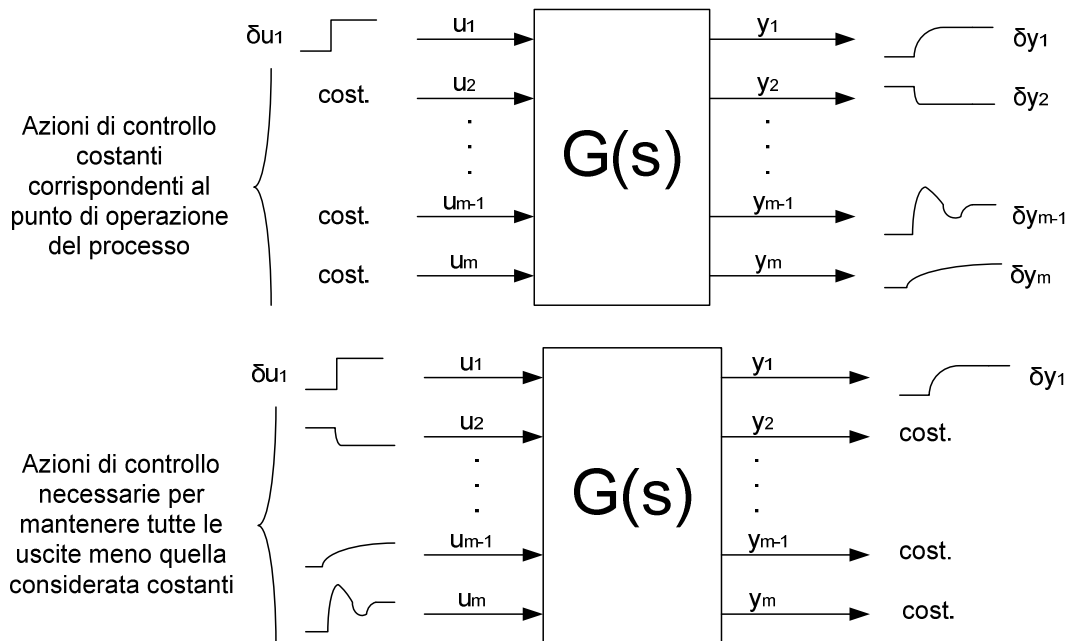 δu1
u1
y1
δy1
cost.
u2
y2
δy2
Azioni di controllo
costanti
corrispondenti al
punto di operazione
del processo
G(s)
cost.
um-1
ym-1
δym-1
cost.
um
ym
δym
δu1
u1
y1
δy1
u2
y2
cost.
Azioni di controllo
necessarie per
mantenere tutte le
uscite meno quella
considerata costanti
G(s)
um-1
ym-1
cost.
um
ym
cost.